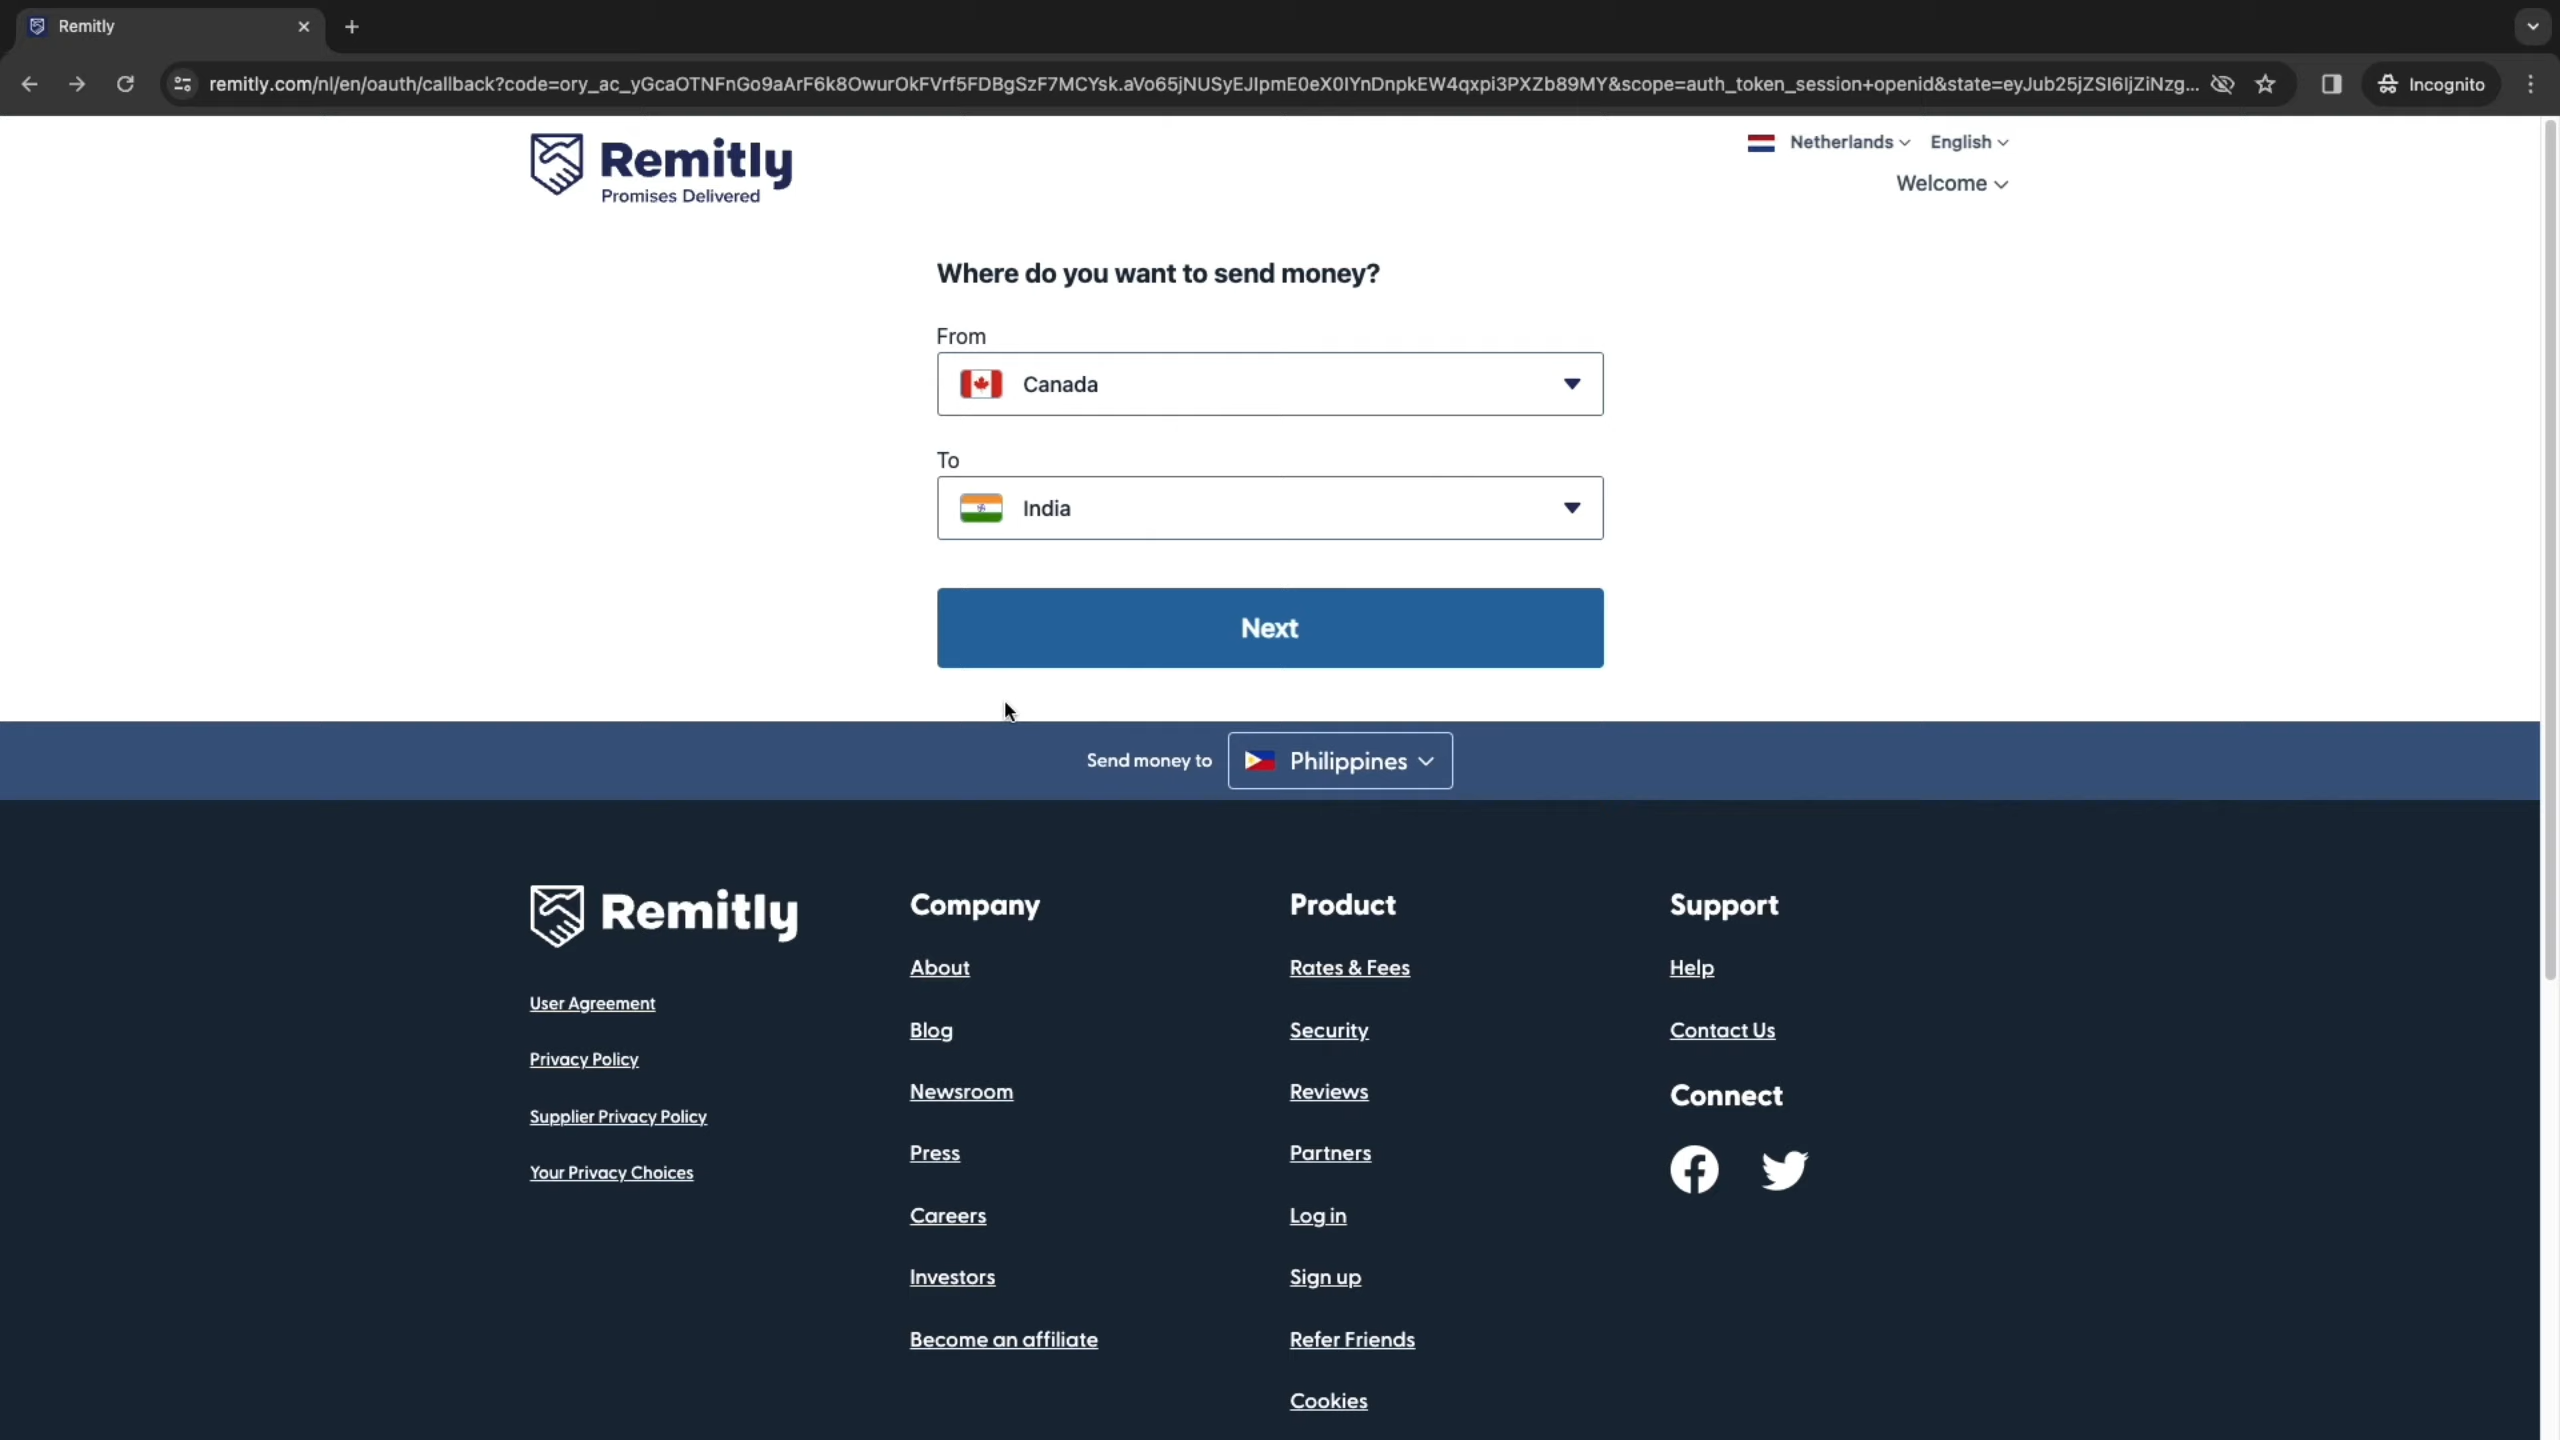 Remitly
remitly.com/nl/en/oauth/callback?code=ory_ac_yGcaOTNFnGo9aArF6k8OwurOkFVrf5FDBgSzF7MCYsk.aVo65jNUSyEJIpmE0eX0IYnDnpkEW4qxpi3PXZb89MY&scope=auth_token_session+openid&state=eyJub25jZSI6IjZiNzg...
Incognito
Remitly
Promises Delivered
Netherlands English
Welcome
Where do you want to send money?
From
Canada
To
India
Next
Send money to Philippines
Remitly
User Agreement
Privacy Policy
Supplier Privacy Policy
Your Privacy Choices
Company
About
Blog
Newsroom
Press
Careers
Investors
Become an affiliate
Product
Rates & Fees
Security
Reviews
Partners
Log in
Sign up
Refer Friends
Cookies
Support
Help
Contact Us
Connect